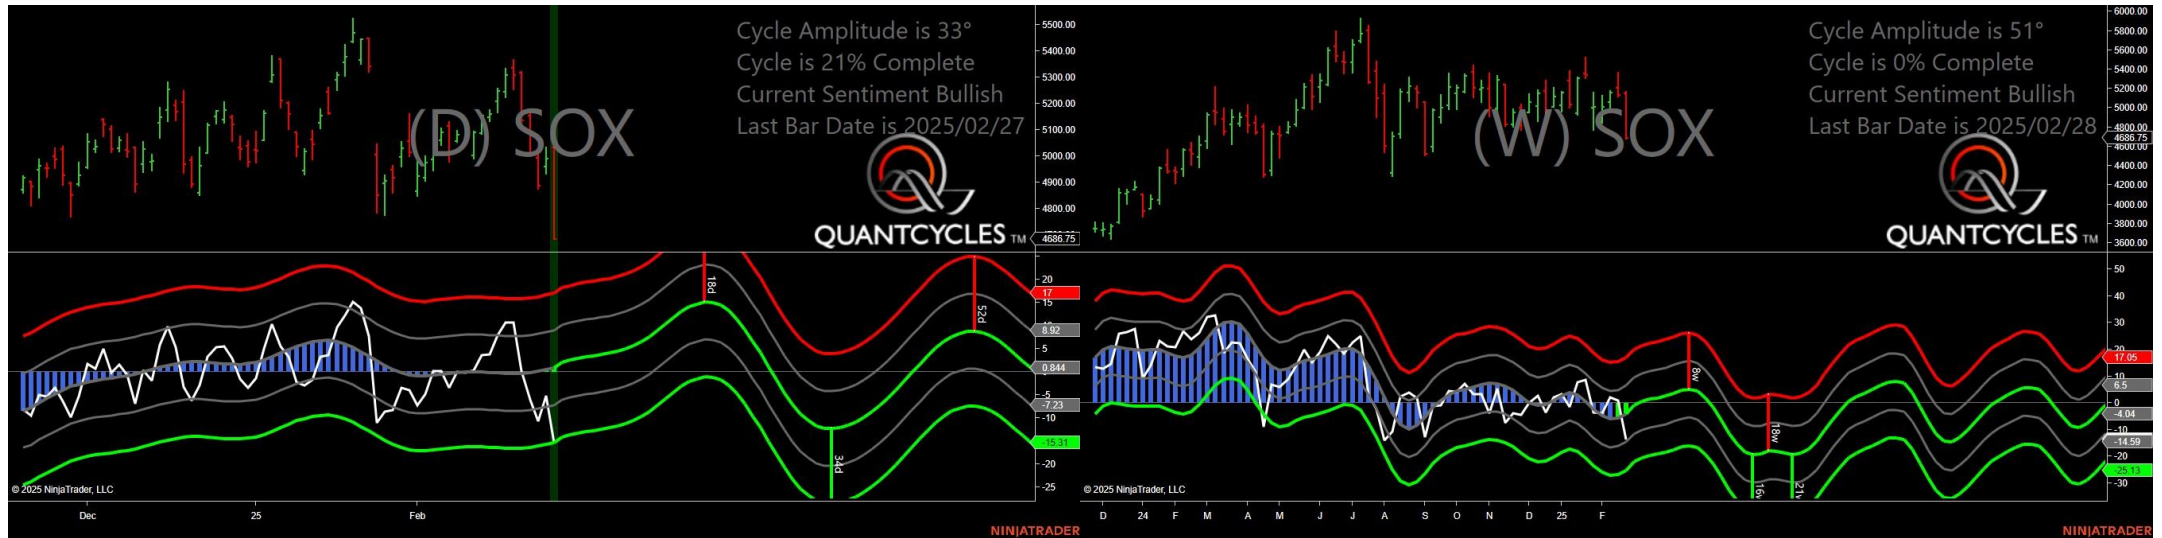 Cycle Amplitude is 33°
Cycle is 21% Complete
Current Sentiment Bullish
Last Bar Date is 2025/02/27
(D) SOX
QUANTCYCLES TM
5500.00
5400.00
5300.00
5200.00
5100.00
5000.00
4900.00
4800.00
4686.75
18d
34d
52d
20
17
15
8.92
5
0.844
-5
-7.23
-10
-15.31
-20
-25
© 2025 NinjaTrader, LLC
Dec
25
Feb
NINJATRADER
Cycle Amplitude is 51°
Cycle is 0% Complete
Current Sentiment Bullish
Last Bar Date is 2025/02/28
(W) SOX
QUANTCYCLES TM
6000.00
5800.00
5600.00
5400.00
5200.00
5000.00
4800.00
4686.75
4600.00
4400.00
4200.00
4000.00
3800.00
3600.00
8w
18w
21w
50
40
30
20
17.05
10
6.5
0
-4.04
-10
-14.59
-20
-25.13
-30
© 2025 NinjaTrader, LLC
D 24 F M A M J J A S O N D 25 F
NINJATRADER